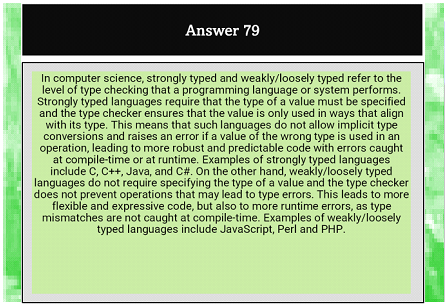 Answer 79
In computer science, strongly typed and weakly/loosely typed refer to the
level of type checking that a programming language or system performs.
Strongly typed languages require that the type of a value must be specified
and the type checker ensures that the value is only used in ways that align
with its type. This means that such languages do not allow implicit type
conversions and raises an error if a value of the wrong type is used in an
operation, leading to more robust and predictable code with errors caught
at compile-time or at runtime. Examples of strongly typed languages
include C, C++, Java, and C#. On the other hand, weakly/loosely typed
languages do not require specifying the type of a value and the type checker
does not prevent operations that may lead to type errors. This leads to more
flexible and expressive code, but also to more runtime errors, as type
mismatches are not caught at compile-time. Examples of weakly/loosely
typed languages include JavaScript, Perl and PHP.